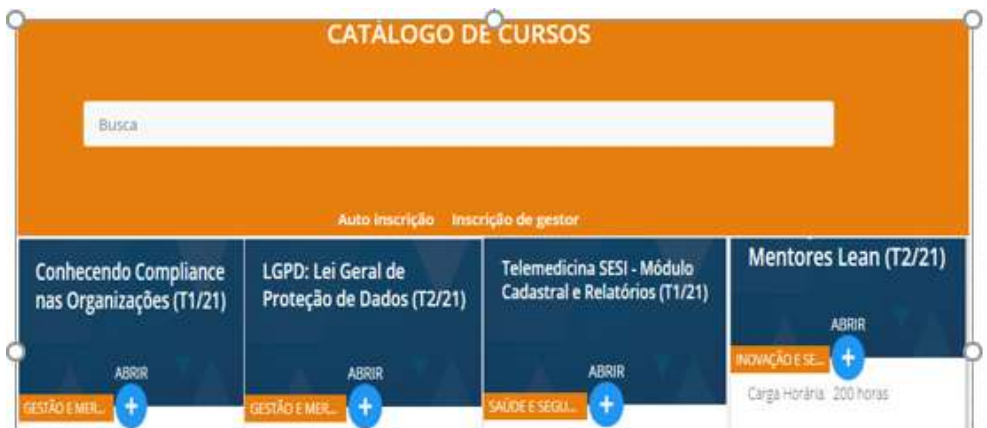 CATÁLOGO DE CURSOS
Busca
Auto inscrição Inscrição de gestor
Conhecendo Compliance
nas Organizações (T1/21)
ABRIR
GESTÃO E MER...
LGPD: Lei Geral de
Proteção de Dados (T2/21)
ABRIR
GESTÃO E MER...
Telemedicina SESI - Módulo
Cadastral e Relatórios (T1/21)
ABRIR
SAÚDE E SEGU...
Mentores Lean (T2/21)
ABRIR
INOVAÇÃO E SE...
Carga Horária: 200 horas